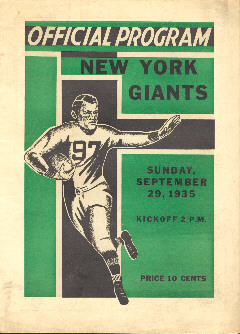 OFFICIAL PROGRAM
NEW YORK
GIANTS
97
SUNDAY,
SEPTEMBER
29, 1935
KICKOFF 2 P.M.
PRICE 10 CENTS